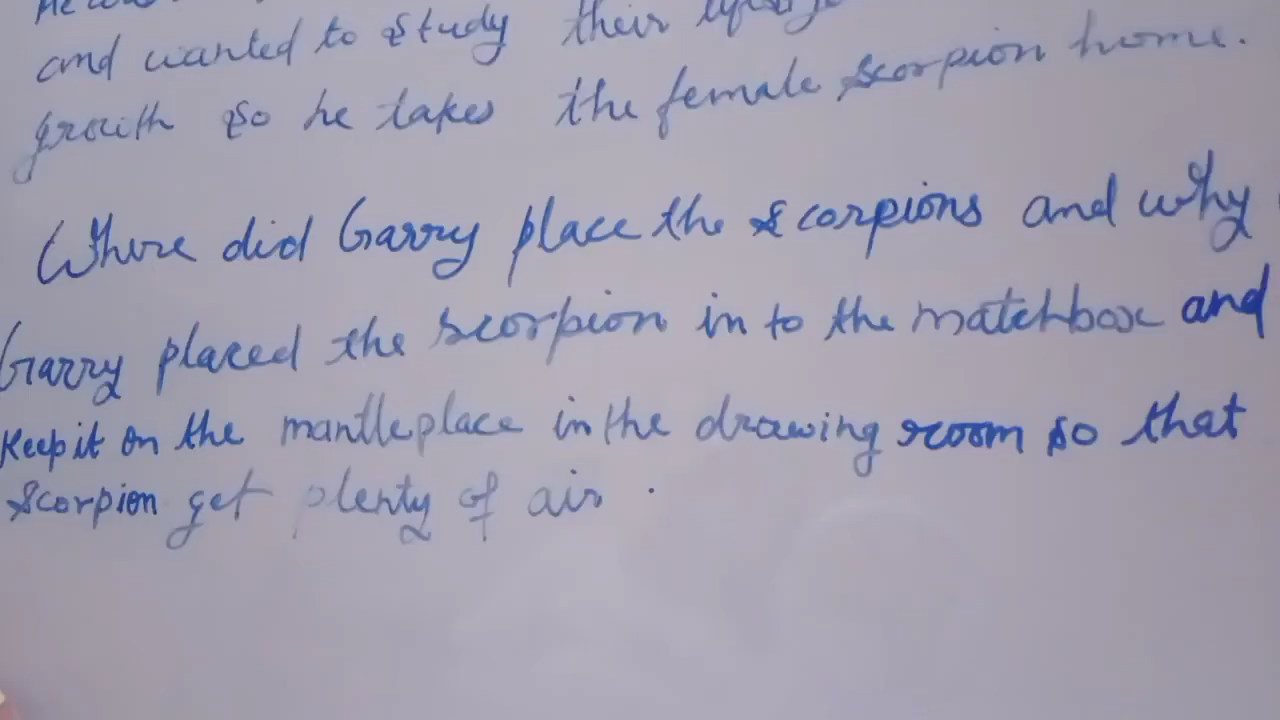 and wanted to study their
growth so he takes the female scorpion home.
Where did Garry place the scorpions and why
Garry placed the scorpion in to the matchbox and
Keep it on the mantleplace in the drawing room so that
scorpion get plenty of air .